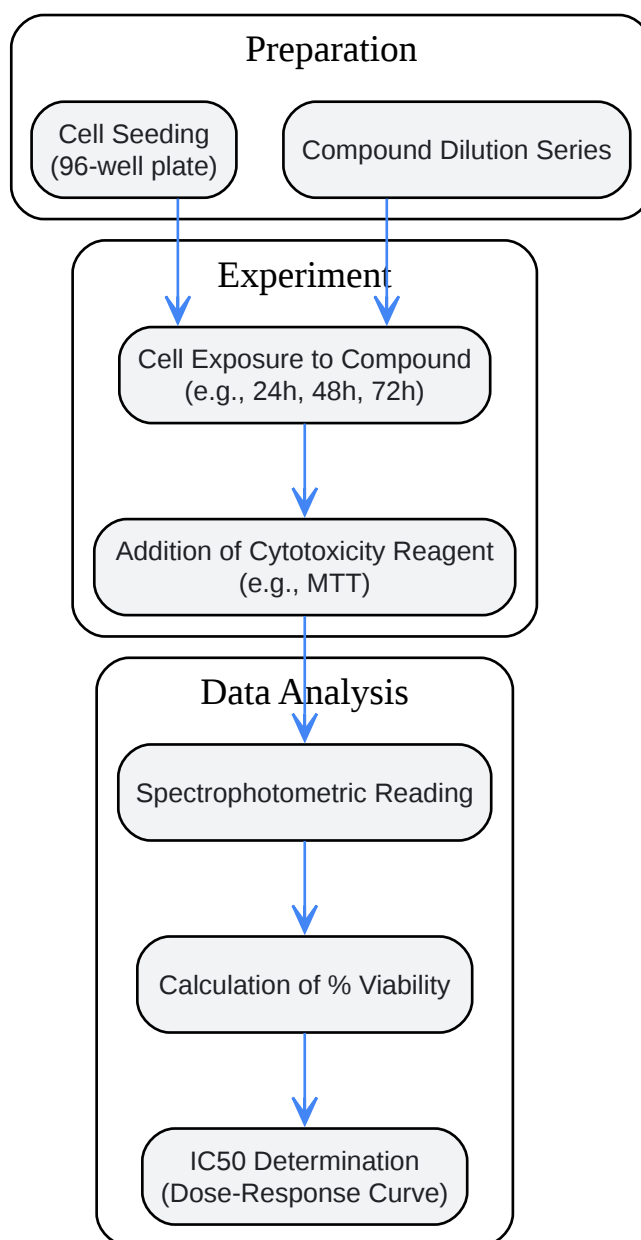 Preparation
Cell Seeding
(96-well plate)
Compound Dilution Series
Experiment
Cell Exposure to Compound
(e.g., 24h, 48h, 72h)
Addition of Cytotoxicity Reagent
(e.g., MTT)
Data Analysis
Spectrophotometric Reading
Calculation of % Viability
IC50 Determination
(Dose-Response Curve)